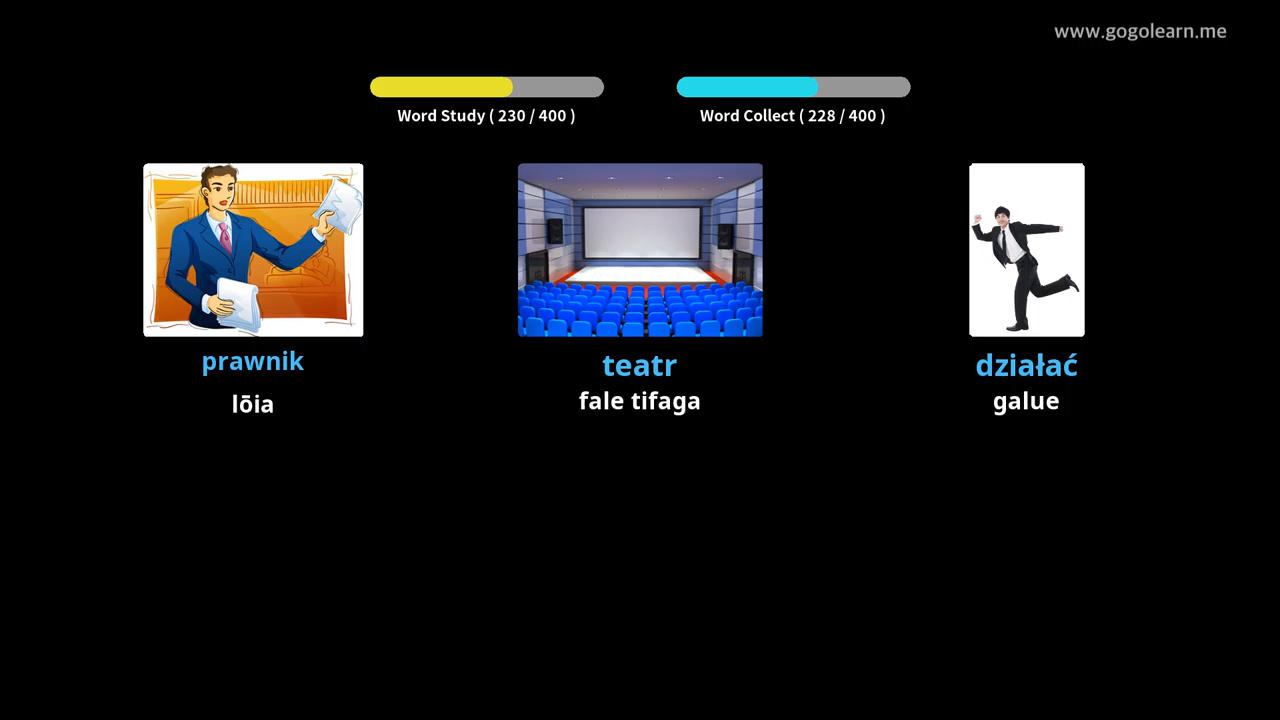 www.gogolearn.me
Word Study ( 230 / 400 )
Word Collect ( 228 / 400 )
prawnik
lōia
teatr
fale tifaga
działać
galue